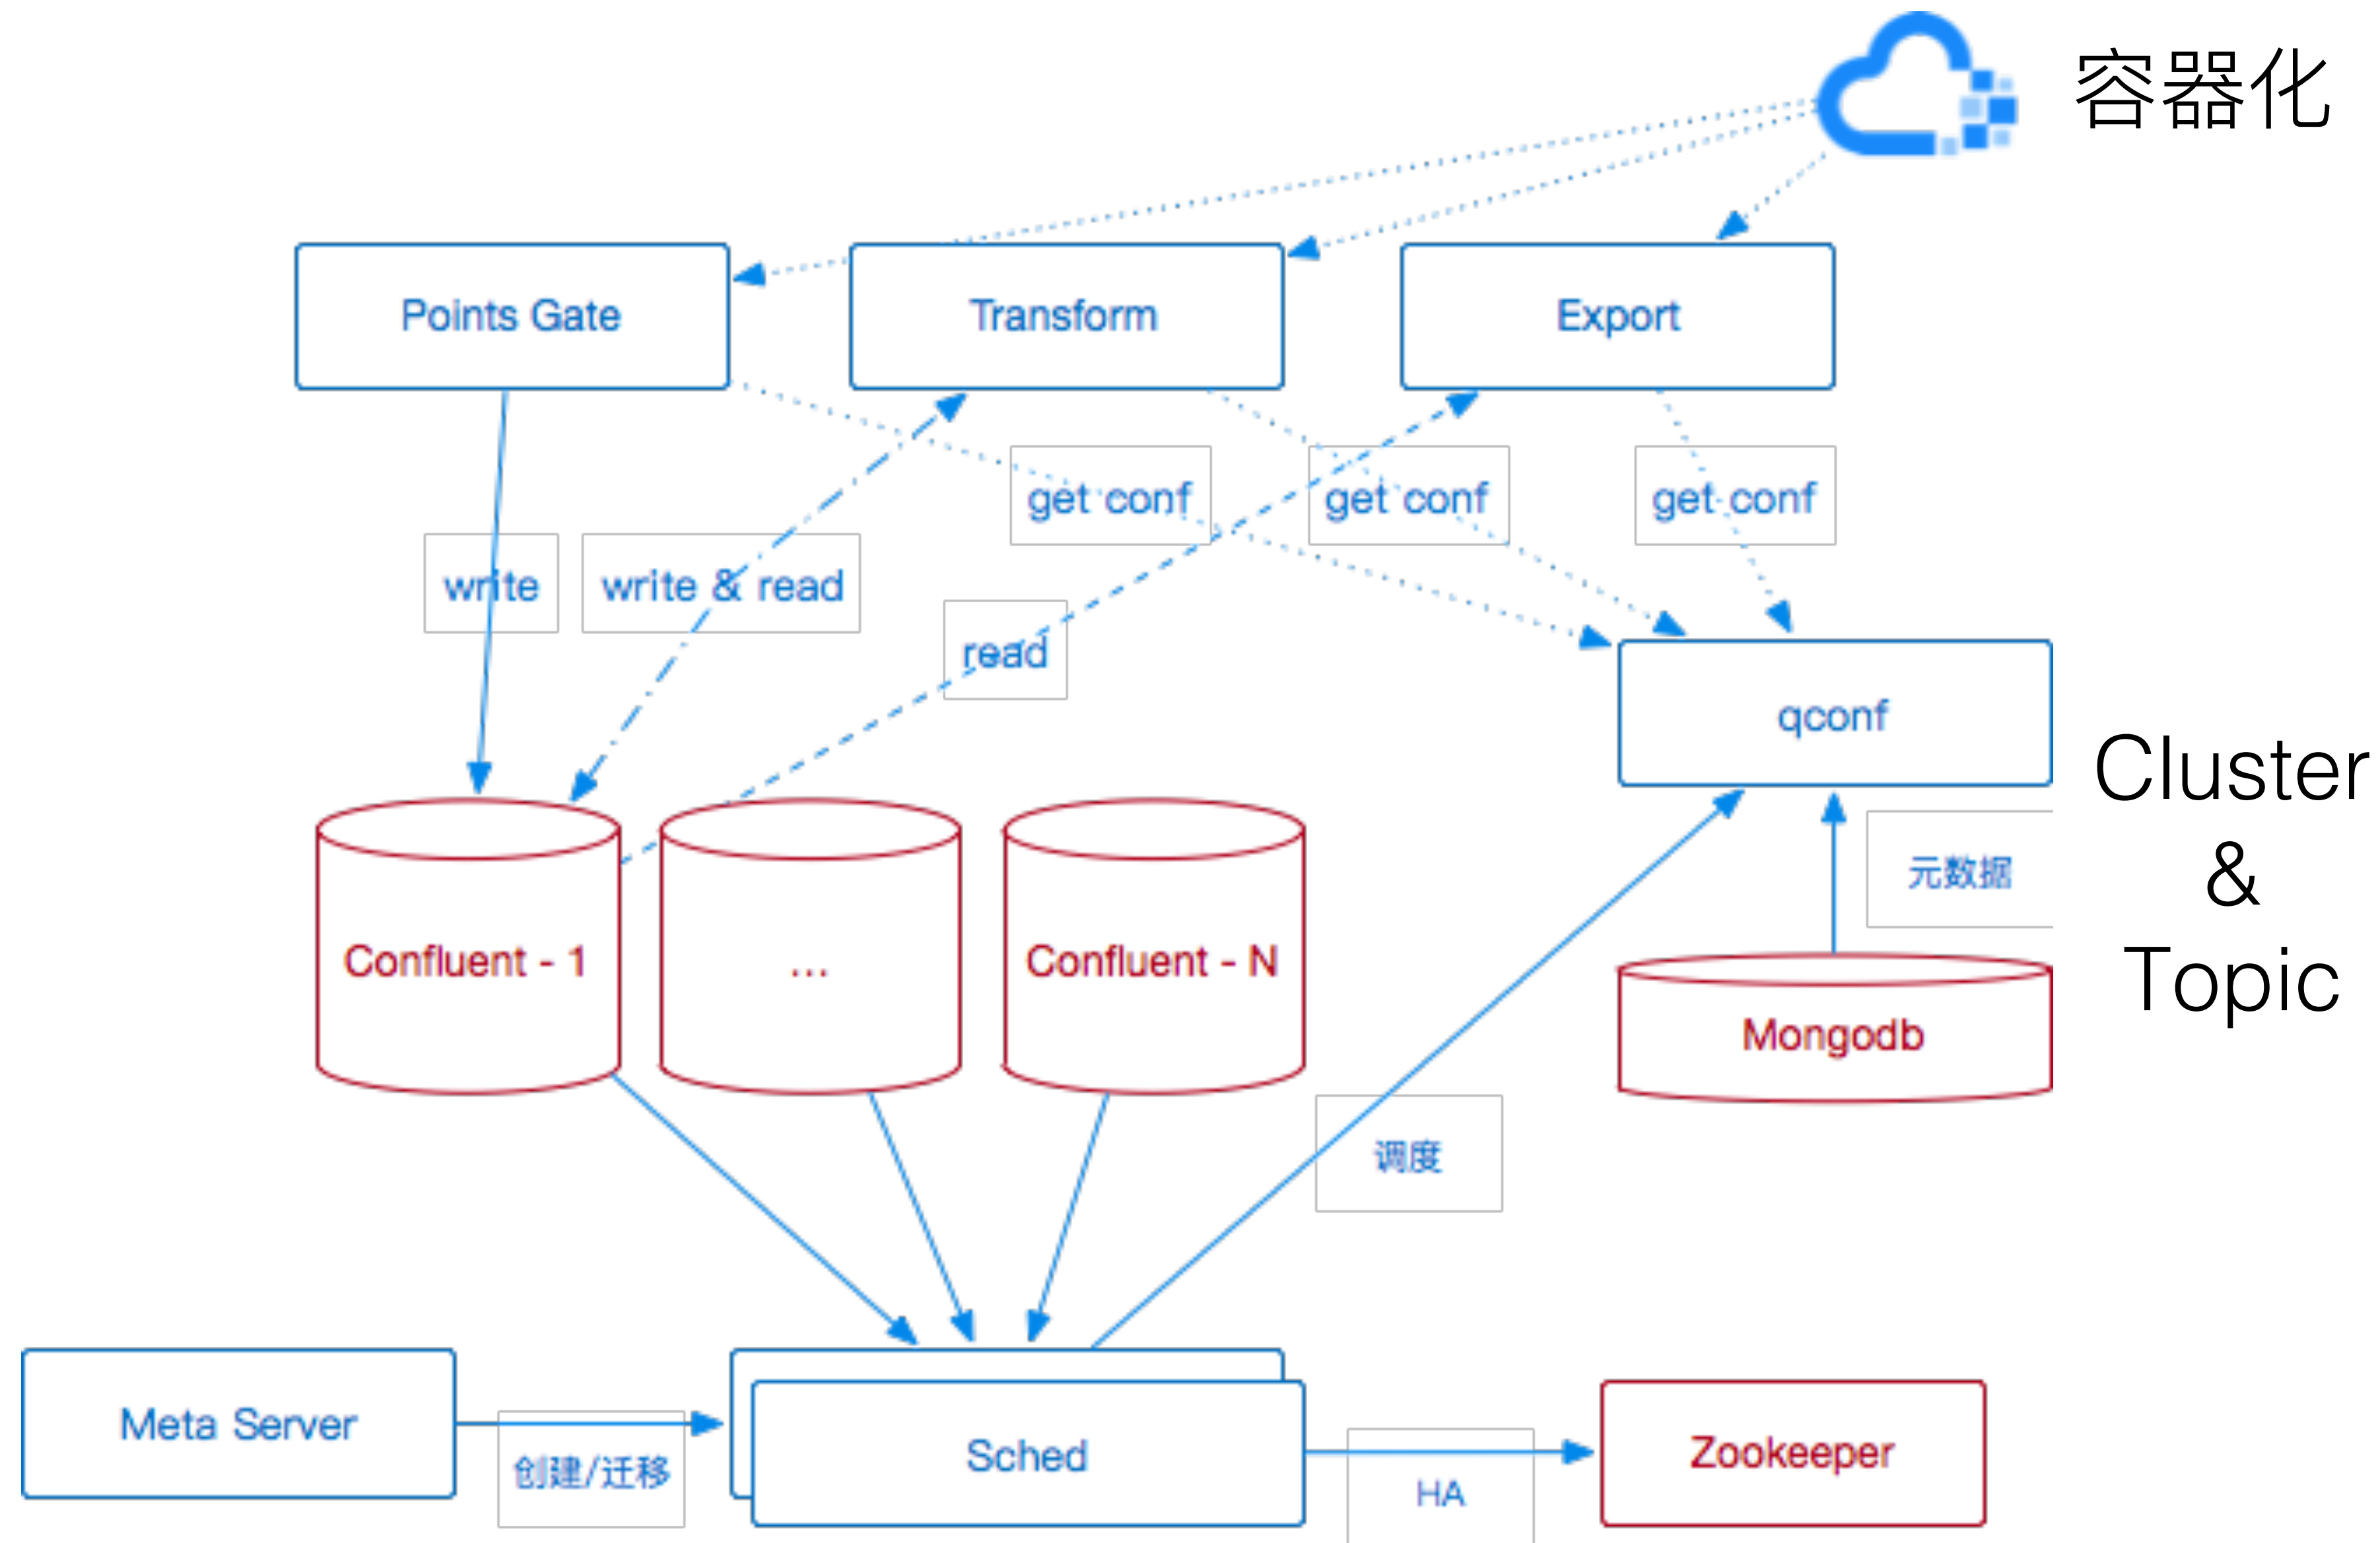 容器化
Points Gate
Transform
Export
get conf
get conf
get conf
write
write & read
read
qconf
Cluster
&
Topic
元数据
Confluent - 1
...
Confluent - N
Mongodb
调度
Meta Server
创建/迁移
Sched
HA
Zookeeper